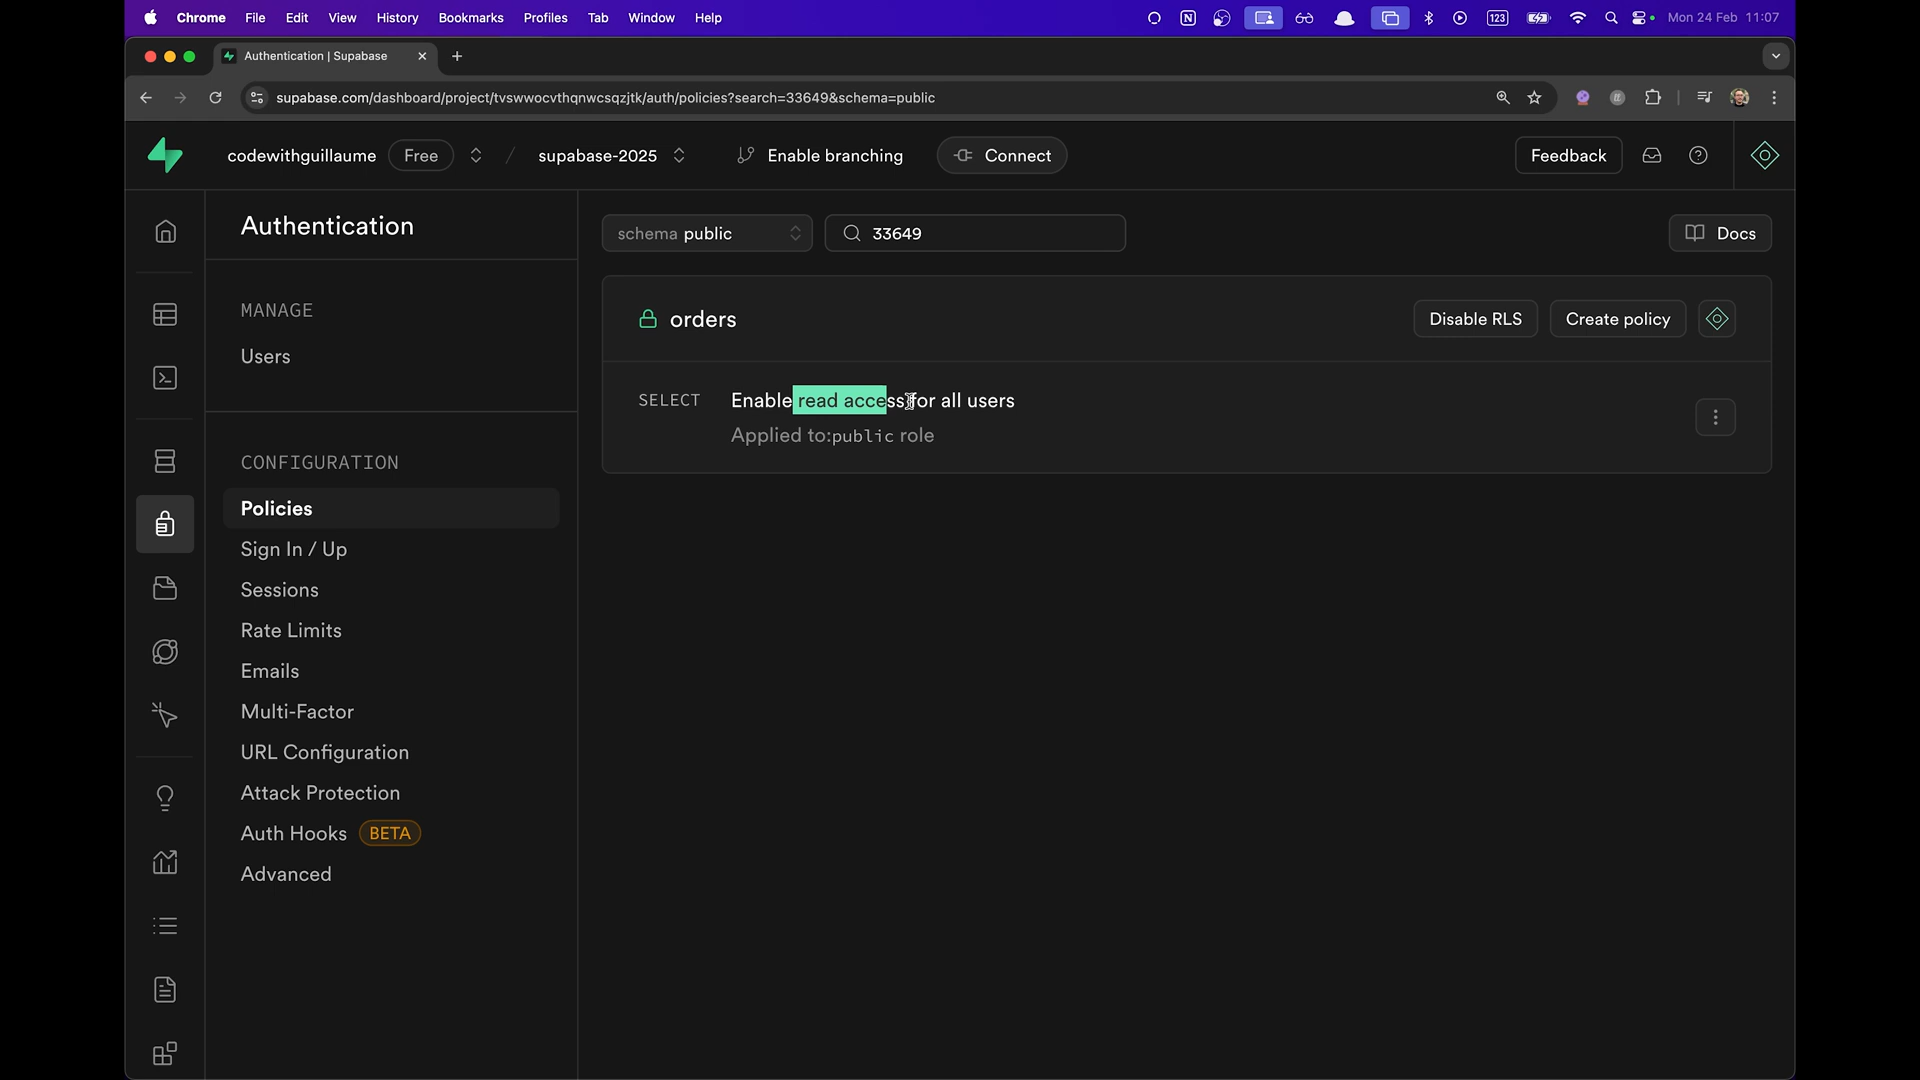 Chrome File Edit View History Bookmarks Profiles Tab Window Help 123 Mon 24 Feb 11:07
Authentication | Supabase
supabase.com/dashboard/project/tvswwocvthqnwcsqzjtk/auth/policies?search=33649&schema=public
codewithguillaume Free / supabase-2025 Enable branching Connect Feedback
Authentication
schema public 33649 Docs
MANAGE
Users
orders Disable RLS Create policy
SELECT Enable read access for all users
Applied to:public role
CONFIGURATION
Policies
Sign In / Up
Sessions
Rate Limits
Emails
Multi-Factor
URL Configuration
Attack Protection
Auth Hooks BETA
Advanced